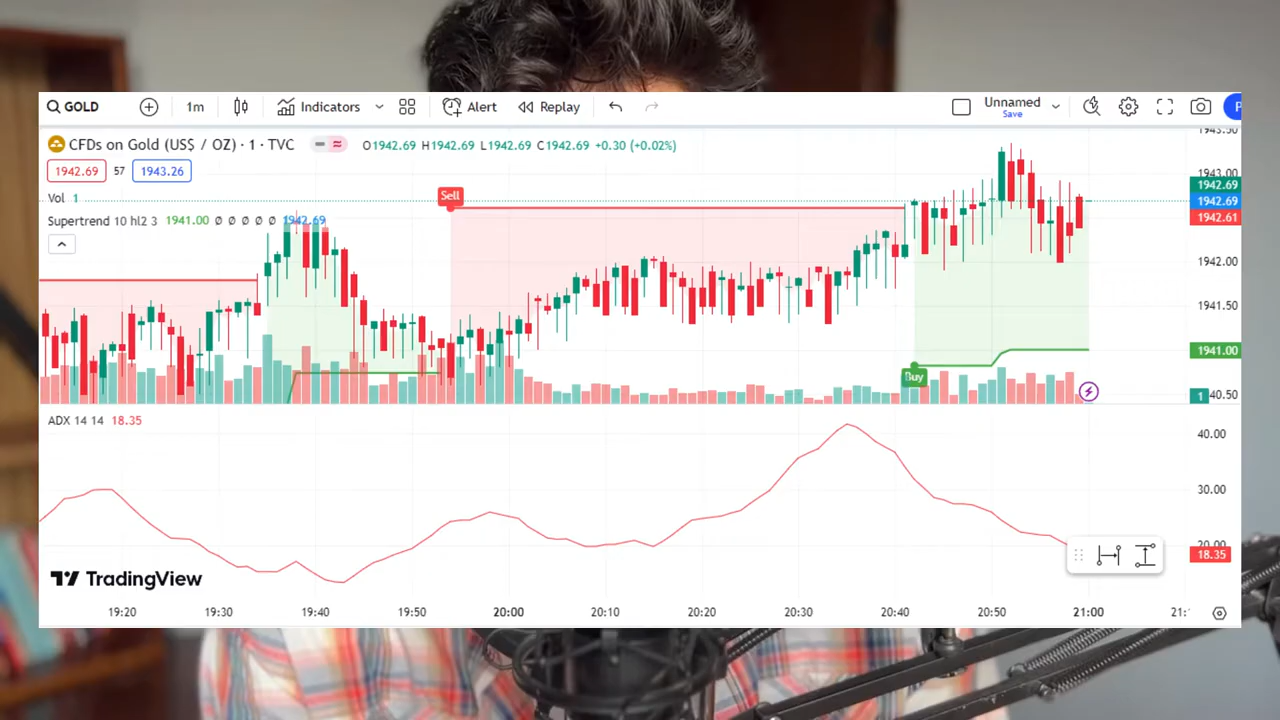 GOLD 1m Indicators Alert Replay Unnamed
Save
P
CFDs on Gold (US$ / OZ) · 1 · TVC O1942.69 H1942.69 L1942.69 C1942.69 +0.30 (+0.02%)
1942.69 57 1943.26
Vol 1
Supertrend 10 hl2 3 1941.00 Ø Ø Ø Ø Ø 1942.69
Sell
Buy
1943.50
1943.00
1942.69
1942.69
1942.61
1942.00
1941.50
1941.00
1 40.50
ADX 14 14 18.35
40.00
30.00
20.00
18.35
TradingView
19:20 19:30 19:40 19:50 20:00 20:10 20:20 20:30 20:40 20:50 21:00